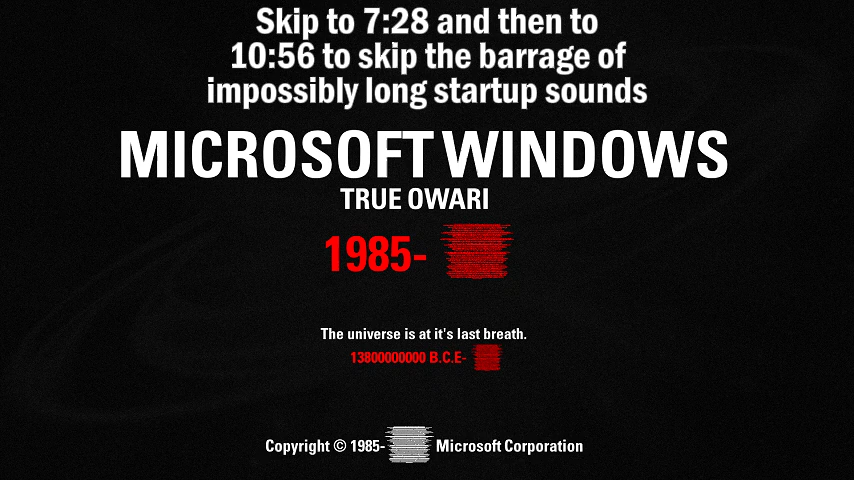 Skip to 7:28 and then to
10:56 to skip the barrage of
impossibly long startup sounds
MICROSOFT WINDOWS
TRUE OWARI
1985-
The universe is at it's last breath.
13800000000 B.C.E-
Copyright © 1985- Microsoft Corporation